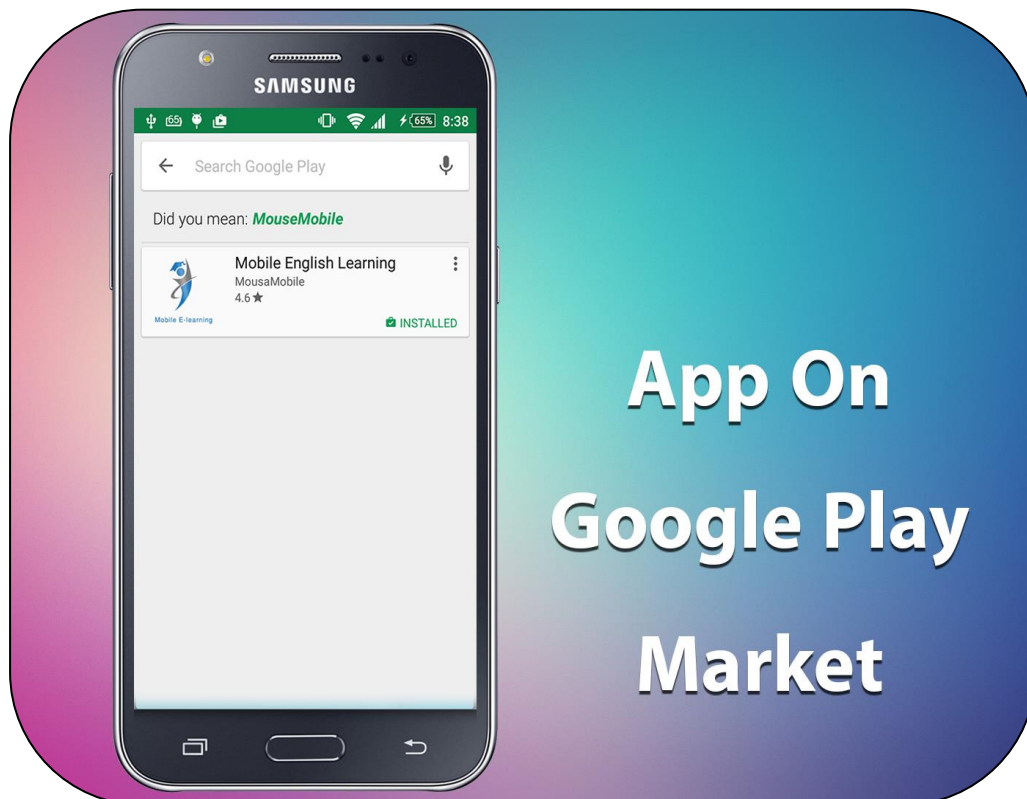 SAMSUNG
65 65% 8:38
Search Google Play
Did you mean: MouseMobile
Mobile English Learning
MousaMobile
4.6★
Mobile E-learning
INSTALLED
App On
Google Play
Market